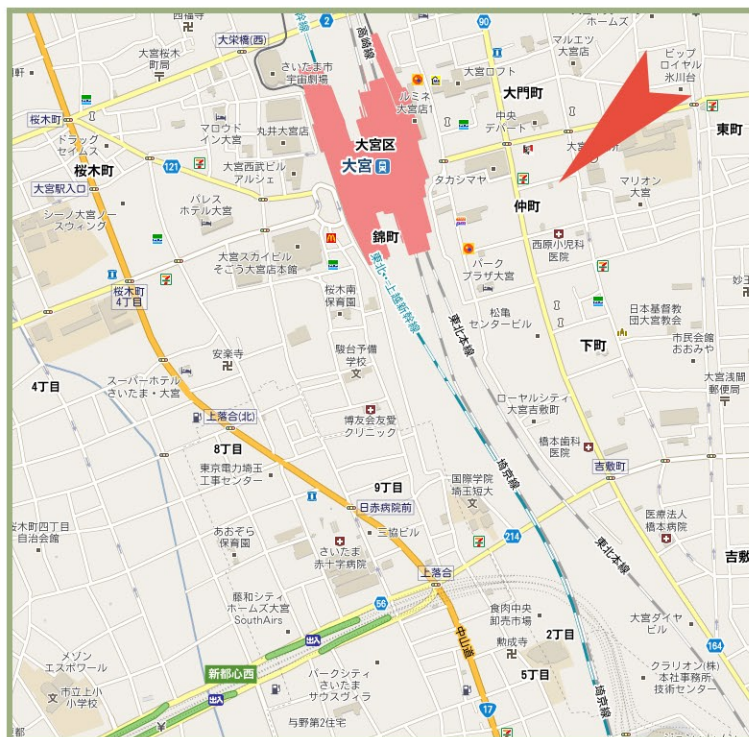 西福寺
大栄橋(西)
2
90
ホームズ
大宮桜木
町局
さいたま市
宇宙劇場
高崎線
大宮ロフト
マルエツ
大宮店
ビップ
ロイヤル
氷川台
大門町
ルミネ
大宮店1
桜木町
マロウド
イン大宮
丸井大宮店
中央
デパート
7
東町
ドラッグ
セイムス
大宮区
大宮
桜木町
121
大宮西武ビル
アルシェ
タカシマヤ
マリオン
大宮
大宮駅入口
パレス
ホテル大宮
仲町
シーノ大宮ノー
スウィング
錦町
西原小児科
医院
大宮スカイビル
そごう大宮店本館
パーク
プラザ大宮
桜木町
4丁目
桜木南
保育園
東北・上越新幹線
東北本線
松亀
センタービル
日本基督教
団大宮教会
市民会館
おおみや
下町
安楽寺
駿台予備
学校
大宮浅間
郵便局
4丁目
スーパーホテル
さいたま・大宮
ローヤルシティ
大宮吉敷町
上落合(北)
博友会友愛
クリニック
橋本歯科
医院
8丁目
吉敷町
東京電力埼玉
工事センター
埼京線
国際学院
埼玉短大
9丁目
日赤病院前
医療法人
橋本病院
桜木町四丁目
自治会館
あおぞら
保育園
三協ビル
214
さいたま
赤十字病院
東北本線
吉敷
上落合
藤和シティ
ホームズ大宮
SouthAirs
56
食肉中央
卸売市場
大宮ダイヤ
ビル
出入
中山道
勲成寺
2丁目
164
メゾン
エスポワール
新都心西
パークシティ
さいたま
サウスヴィラ
クラリオン(株)
本社事務所
技術センター
5丁目
市立上小
小学校
出入
埼京線
与野第2住宅
17